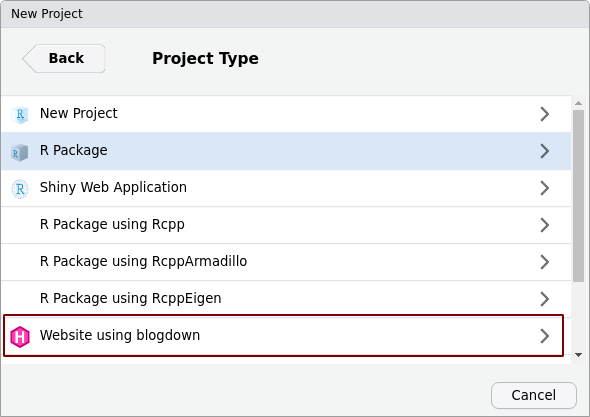 New Project
Back
Project Type
R New Project
R R Package
R Shiny Web Application
R Package using Rcpp
R Package using RcppArmadillo
R Package using RcppEigen
H Website using blogdown
Cancel